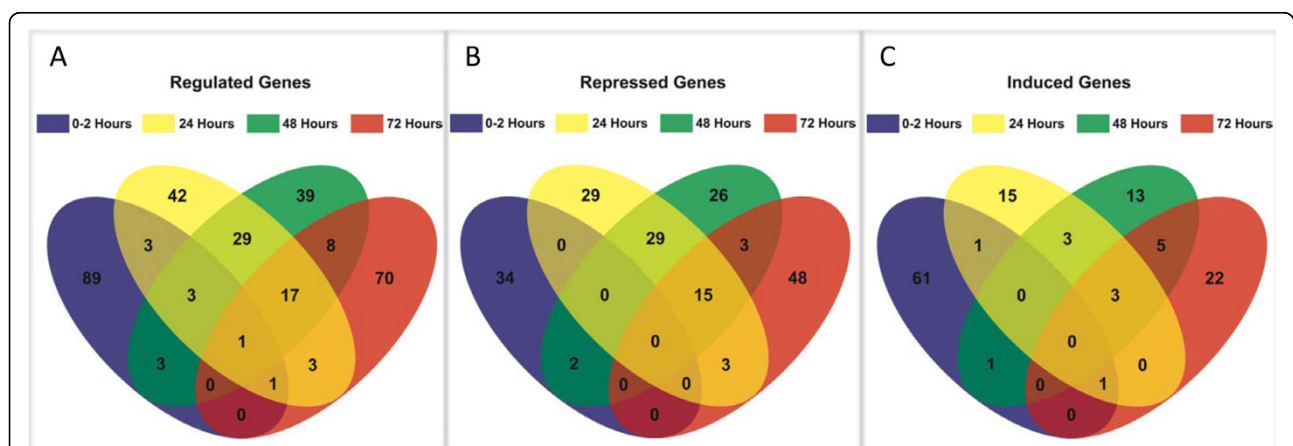 A
Regulated Genes
0-2 Hours 24 Hours 48 Hours 72 Hours
42 39
3 29 8
89 70
3 17
1
3 3
0 1
0
B
Repressed Genes
0-2 Hours 24 Hours 48 Hours 72 Hours
29 26
0 29 3
34 48
0 15
0
2 3
0 0
0
C
Induced Genes
0-2 Hours 24 Hours 48 Hours 72 Hours
15 13
1 3 5
61 22
0 3
0
1 0
0 1
0